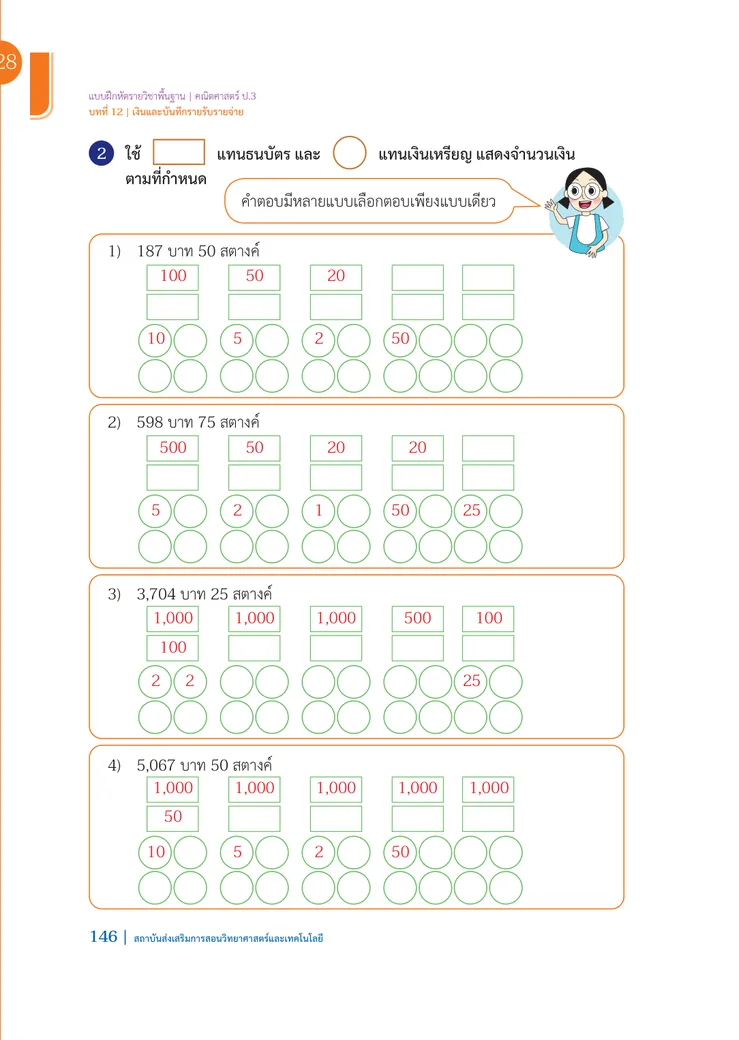 28
แบบฝึกหัดรายวิชาพื้นฐาน | คณิตศาสตร์ ป.3
บทที่ 12 | เงินและบันทึกรายรับรายจ่าย
2 ใช้ แทนธนบัตร และ แทนเงินเหรียญ แสดงจำนวนเงิน
ตามที่กำหนด
คำตอบมีหลายแบบเลือกตอบเพียงแบบเดียว
1) 187 บาท 50 สตางค์
100 50 20
10 5 2 50
2) 598 บาท 75 สตางค์
500 50 20 20
5 2 1 50 25
3) 3,704 บาท 25 สตางค์
1,000 1,000 1,000 500 100
100
2 2 25
4) 5,067 บาท 50 สตางค์
1,000 1,000 1,000 1,000 1,000
50
10 5 2 50
146 | สถาบันส่งเสริมการสอนวิทยาศาสตร์และเทคโนโลยี